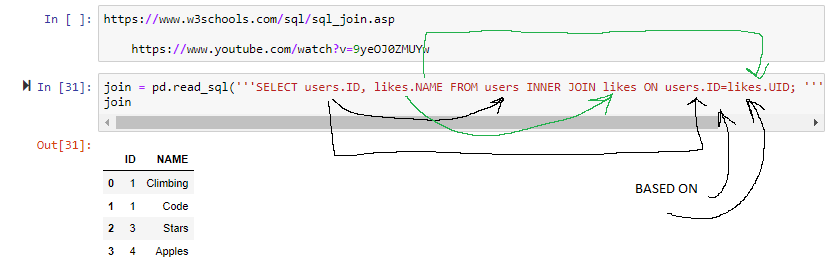 In [ ]: https://www.w3schools.com/sql/sql_join.asp
https://www.youtube.com/watch?v=9yeOJ0ZMUYw
In [31]: join = pd.read_sql('''SELECT users.ID, likes.NAME FROM users INNER JOIN likes ON users.ID=likes.UID; '''
join
Out[31]:
ID NAME
0 1 Climbing
1 1 Code
2 3 Stars
3 4 Apples
BASED ON